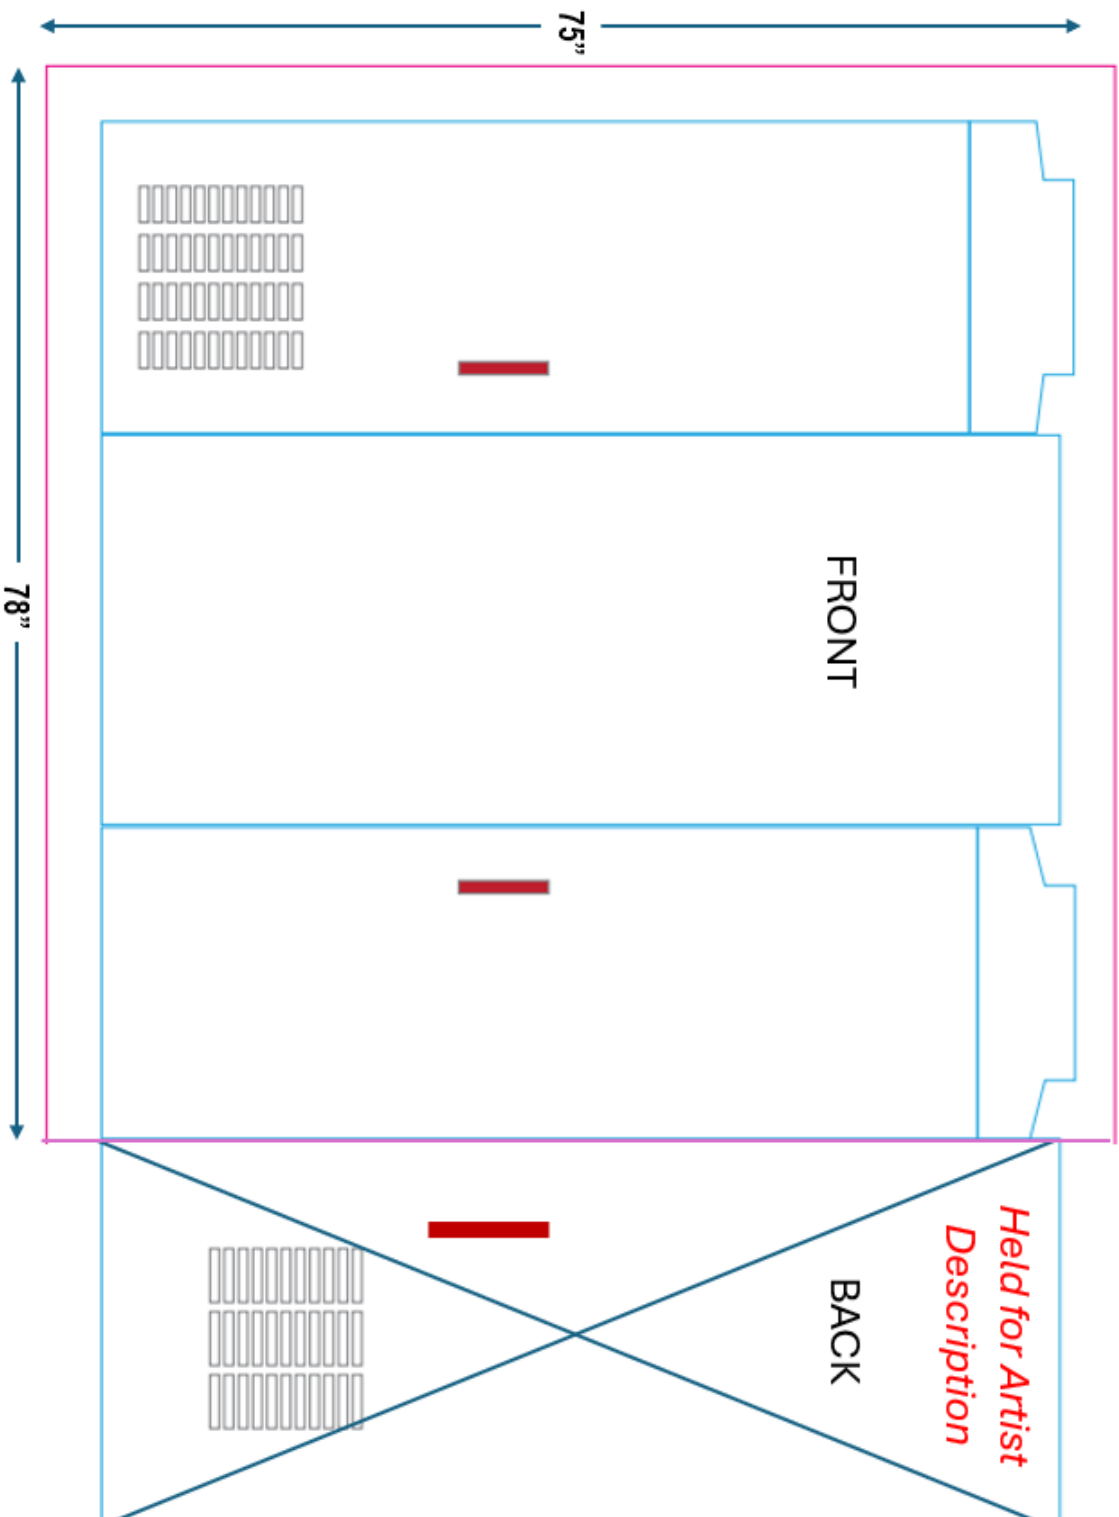 75”
78”
FRONT
BACK
Held for Artist
Description